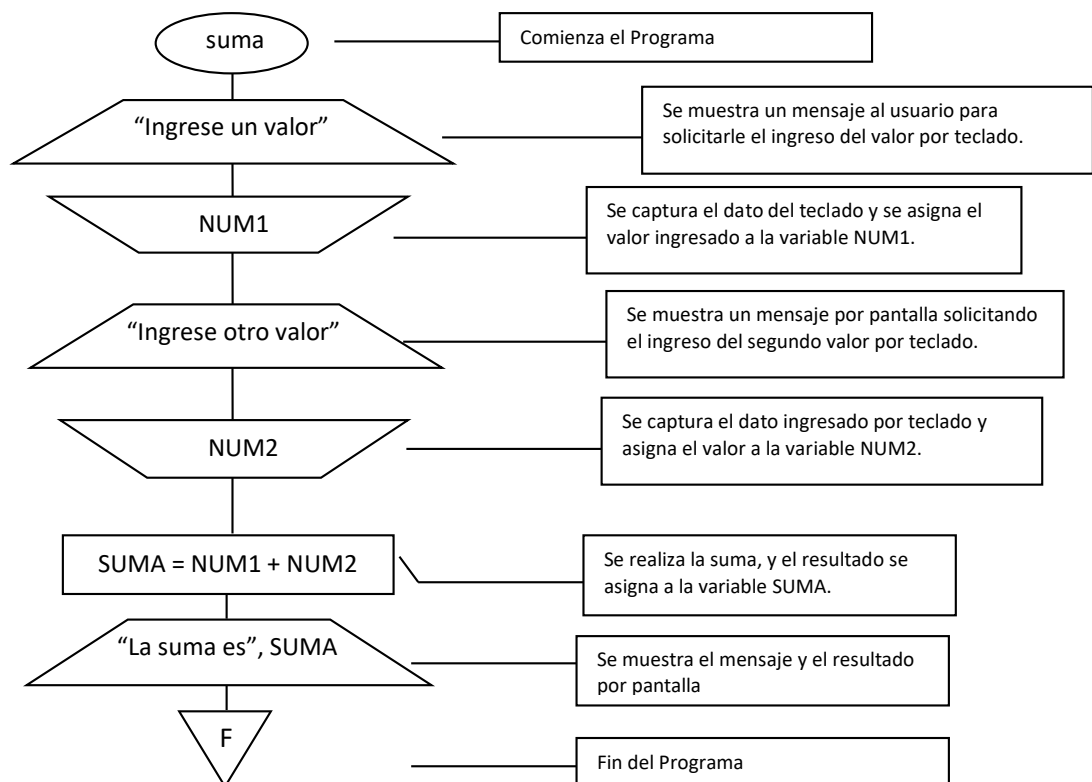 suma
Comienza el Programa
“Ingrese un valor”
Se muestra un mensaje al usuario para
solicitarle el ingreso del valor por teclado.
NUM1
Se captura el dato del teclado y se asigna el
valor ingresado a la variable NUM1.
“Ingrese otro valor”
Se muestra un mensaje por pantalla solicitando
el ingreso del segundo valor por teclado.
NUM2
Se captura el dato ingresado por teclado y
asigna el valor a la variable NUM2.
SUMA = NUM1 + NUM2
Se realiza la suma, y el resultado se
asigna a la variable SUMA.
“La suma es”, SUMA
Se muestra el mensaje y el resultado
por pantalla
F
Fin del Programa